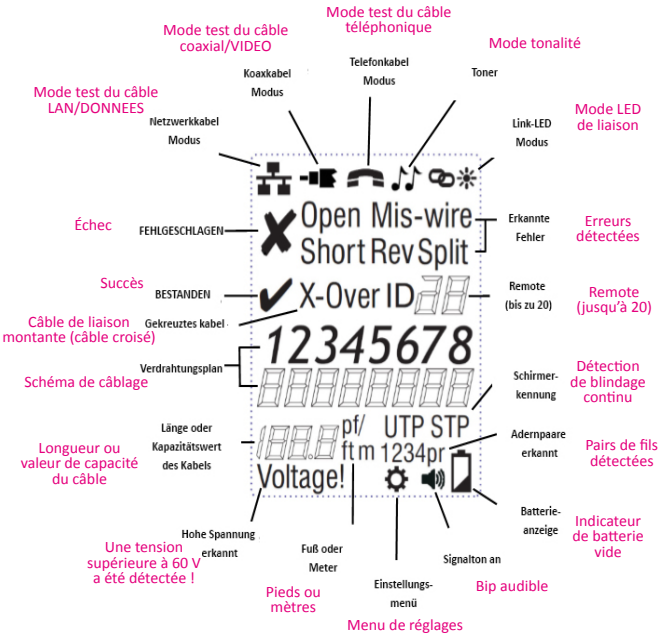 Mode test du câble
téléphonique
Mode test du câble
coaxial/VIDEO
Mode tonalité
Telefonkabel
Modus
Koaxkabel
Modus
Toner
Mode test du câble
LAN/DONNEES
Netzwerkkabel
Modus
Link-LED
Modus
Mode LED
de liaison
Échec
FEHLGESCHLAGEN
Open Mis-wire
Short Rev Split
Erkannte
Fehler
Erreurs
détectées
Succès
BESTANDEN
X-Over ID 28
Remote
(bis zu 20)
Remote
(jusqu'à 20)
Câble de liaison
montante (câble croisé)
Gekreuztes kabel
12345678
Schéma de câblage
Verdrahtungsplan
88888888
Schirmer-
kennung
Détection
de blindage
continu
Longueur ou
valeur de capacité
du câble
Länge oder
Kapazitätswert
des Kabels
188.8 pf/
ft m
UTP STP
1234pr
Adernpaare
erkannt
Pairs de fils
détectées
Voltage!
Une tension
supérieure à 60 V
a été détectée !
Hohe Spannung
erkannt
Fuß oder
Meter
Pieds ou
mètres
Einstellungs-
menü
Menu de réglages
Signalton an
Bip audible
Batterie-
anzeige
Indicateur
de batterie
vide